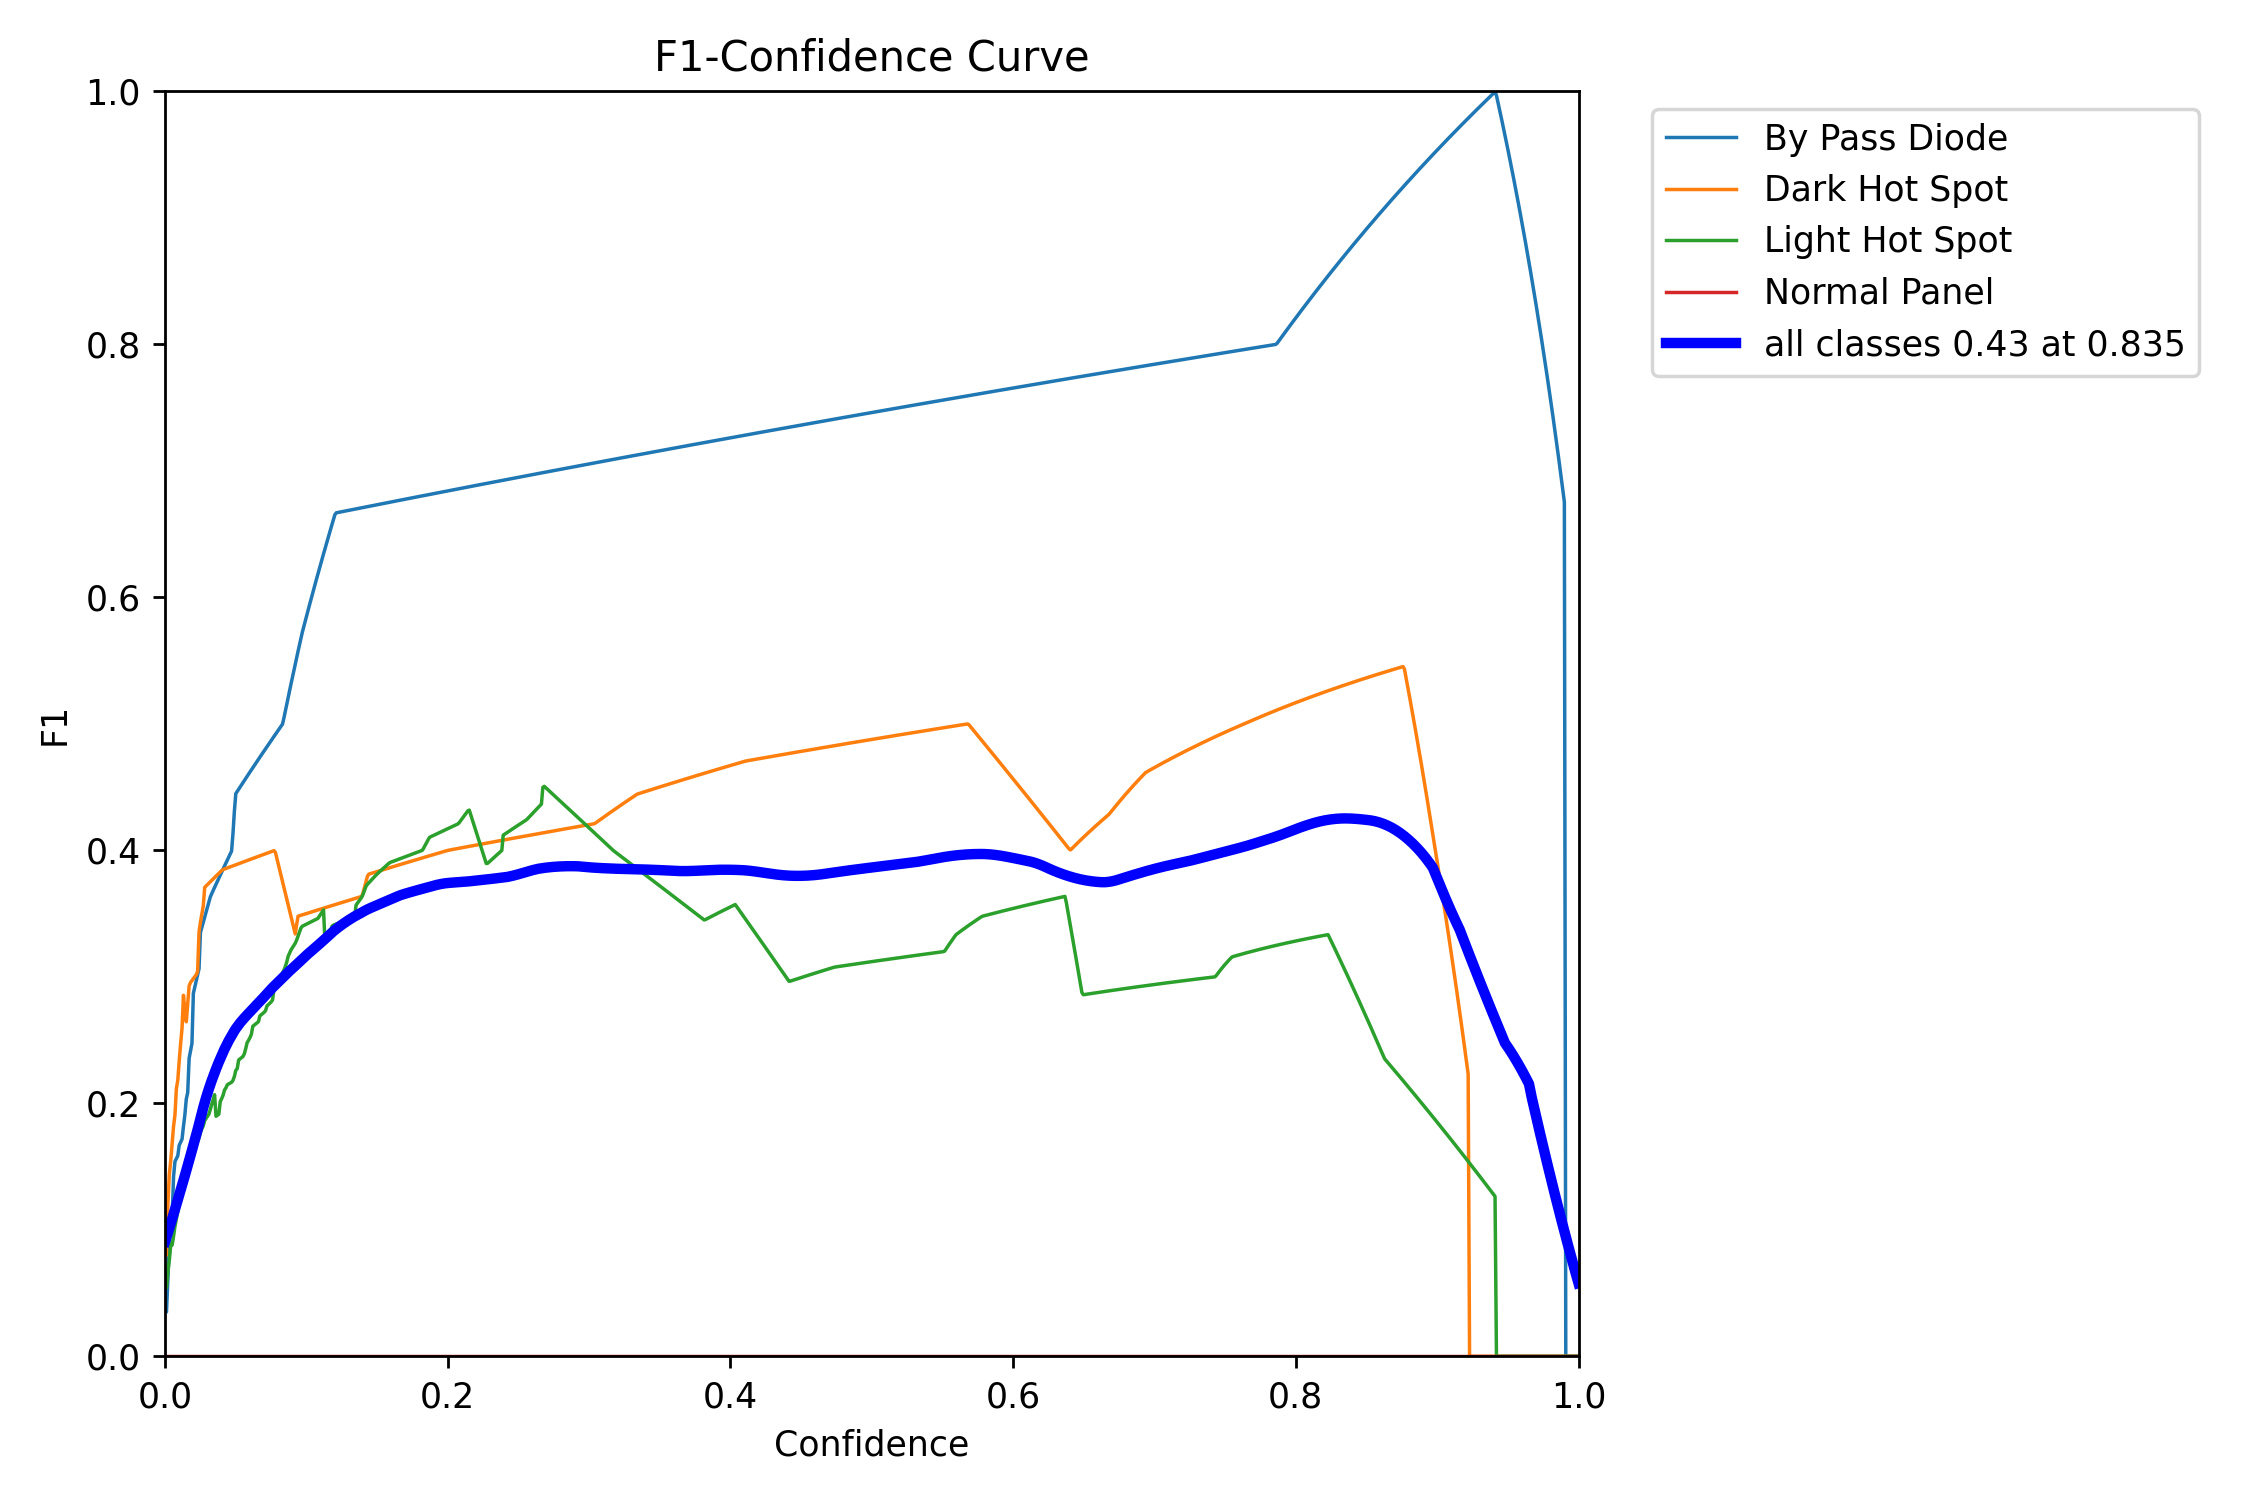 F1-Confidence Curve
1.0
0.8
0.6
0.4
0.2
0.0
F1
0.0 0.2 0.4 0.6 0.8 1.0
Confidence
By Pass Diode
Dark Hot Spot
Light Hot Spot
Normal Panel
all classes 0.43 at 0.835